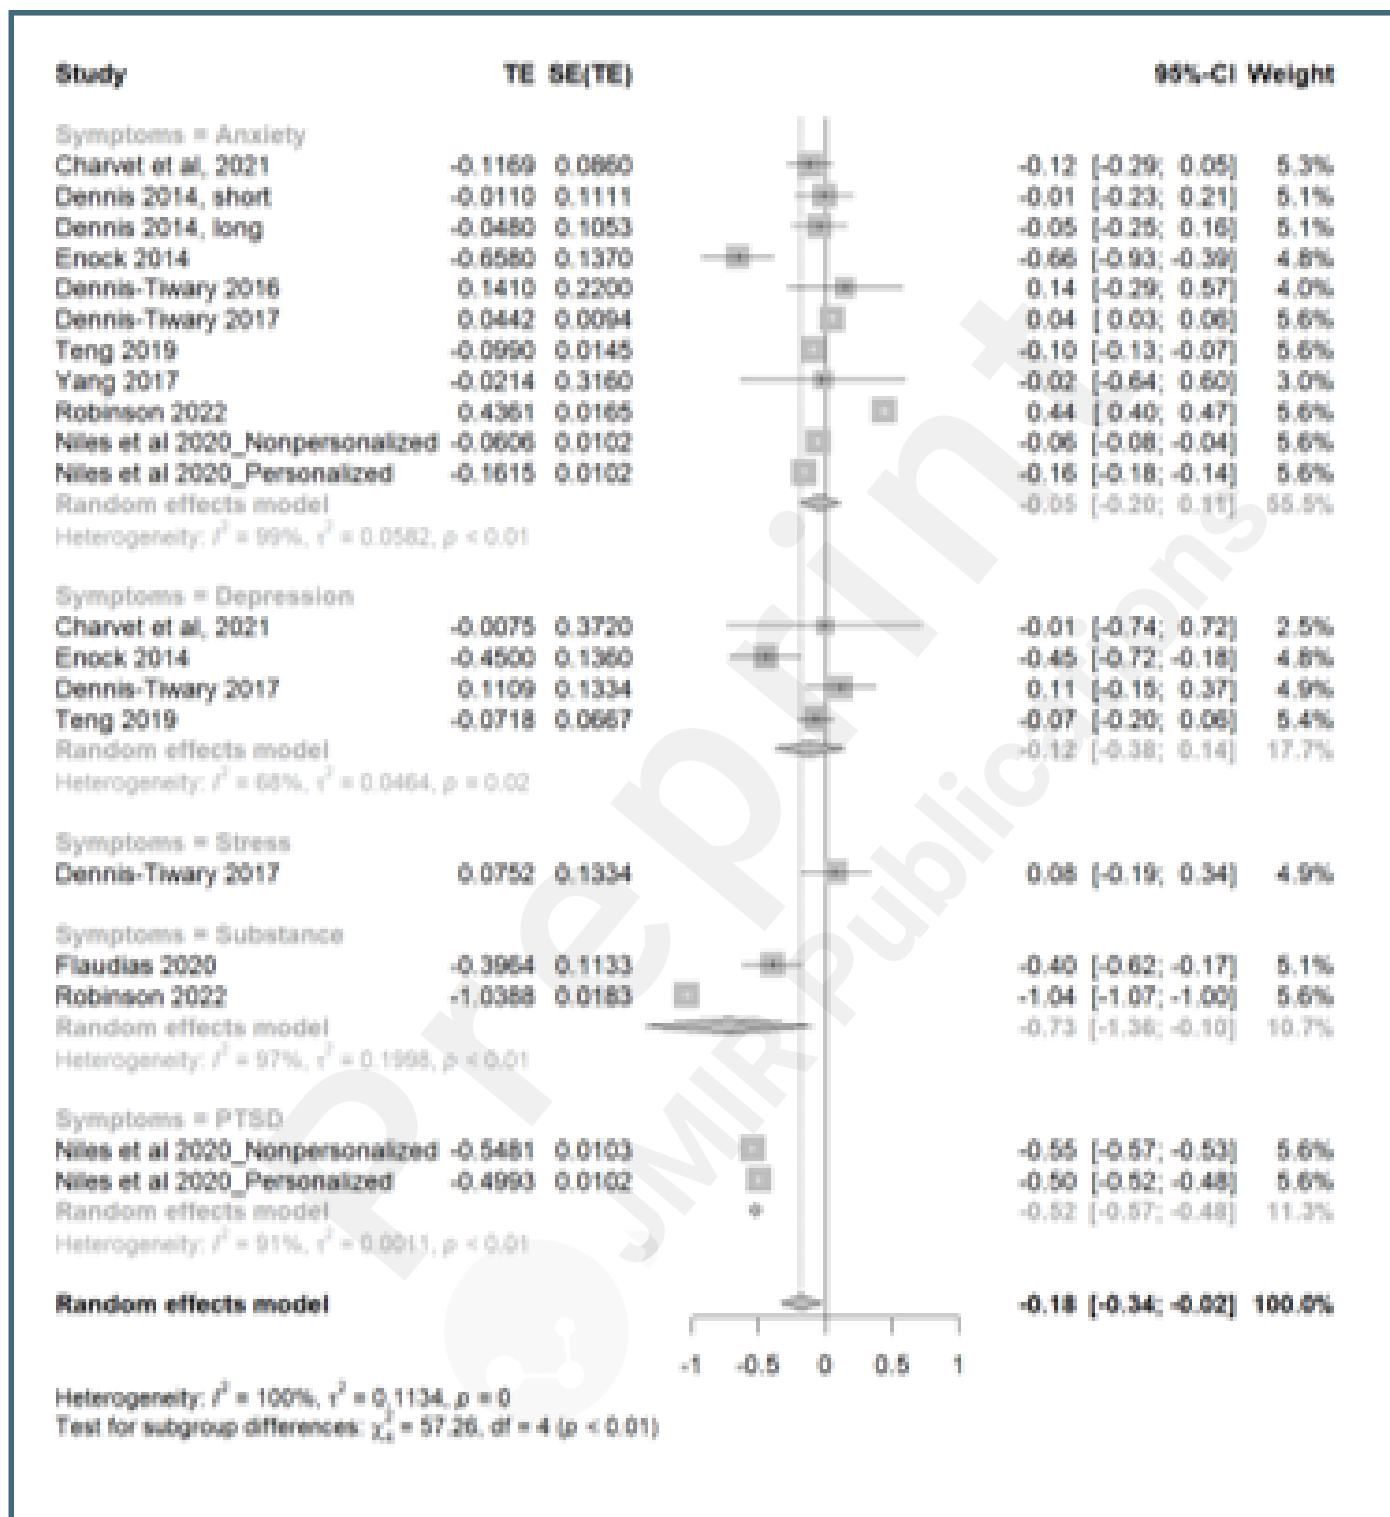 Study TE SE(TE) 95%-CI Weight
Symptoms = Anxiety
Charvet et al, 2021 -0.1169 0.0860 -0.12 [-0.29; 0.05] 5.3%
Dennis 2014, short -0.0110 0.1111 -0.01 [-0.23; 0.21] 5.1%
Dennis 2014, long -0.0480 0.1053 -0.05 [-0.25; 0.16] 5.1%
Enock 2014 -0.6580 0.1370 -0.66 [-0.93; -0.39] 4.8%
Dennis-Tiwary 2016 0.1410 0.2200 0.14 [-0.29; 0.57] 4.0%
Dennis-Tiwary 2017 0.0442 0.0094 0.04 [ 0.03; 0.06] 5.6%
Teng 2019 -0.0990 0.0145 -0.10 [-0.13; -0.07] 5.6%
Yang 2017 -0.0214 0.3160 -0.02 [-0.64; 0.60] 3.0%
Robinson 2022 0.4361 0.0165 0.44 [ 0.40; 0.47] 5.6%
Niles et al 2020_Nonpersonalized -0.0606 0.0102 -0.06 [-0.08; -0.04] 5.6%
Niles et al 2020_Personalized -0.1615 0.0102 -0.16 [-0.18; -0.14] 5.6%
Random effects model -0.05 [-0.20; 0.11] 55.5%
Heterogeneity: I² = 99%, τ² = 0.0582, p < 0.01
Symptoms = Depression
Charvet et al, 2021 -0.0075 0.3720 -0.01 [-0.74; 0.72] 2.5%
Enock 2014 -0.4500 0.1360 -0.45 [-0.72; -0.18] 4.8%
Dennis-Tiwary 2017 0.1109 0.1334 0.11 [-0.15; 0.37] 4.9%
Teng 2019 -0.0718 0.0667 -0.07 [-0.20; 0.06] 5.4%
Random effects model -0.12 [-0.38; 0.14] 17.7%
Heterogeneity: I² = 68%, τ² = 0.0464, p = 0.02
Symptoms = Stress
Dennis-Tiwary 2017 0.0752 0.1334 0.08 [-0.19; 0.34] 4.9%
Symptoms = Substance
Flaudias 2020 -0.3964 0.1133 -0.40 [-0.62; -0.17] 5.1%
Robinson 2022 -1.0388 0.0183 -1.04 [-1.07; -1.00] 5.6%
Random effects model -0.73 [-1.36; -0.10] 10.7%
Heterogeneity: I² = 97%, τ² = 0.1998, p < 0.01
Symptoms = PTSD
Niles et al 2020_Nonpersonalized -0.5481 0.0103 -0.55 [-0.57; -0.53] 5.6%
Niles et al 2020_Personalized -0.4993 0.0102 -0.50 [-0.52; -0.48] 5.6%
Random effects model -0.52 [-0.57; -0.48] 11.3%
Heterogeneity: I² = 91%, τ² = 0.0011, p < 0.01
Random effects model -0.18 [-0.34; -0.02] 100.0%
-1 -0.5 0 0.5 1
Heterogeneity: I² = 100%, τ² = 0.1134, p = 0
Test for subgroup differences: χ²₄ = 57.26, df = 4 (p < 0.01)
Preprint
JMIR Publications